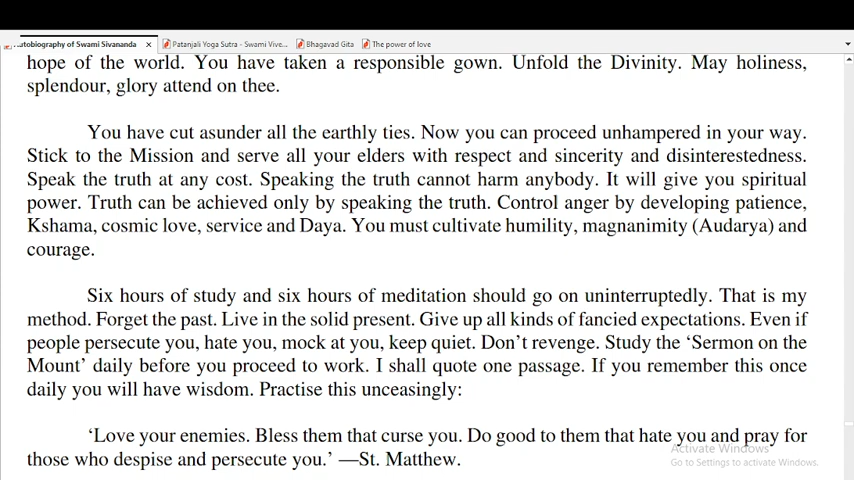 Autobiography of Swami Sivananda × Patanjali Yoga Sutra - Swami Vive... Bhagavad Gita The power of love
hope of the world. You have taken a responsible gown. Unfold the Divinity. May holiness,
splendour, glory attend on thee.
You have cut asunder all the earthly ties. Now you can proceed unhampered in your way.
Stick to the Mission and serve all your elders with respect and sincerity and disinterestedness.
Speak the truth at any cost. Speaking the truth cannot harm anybody. It will give you spiritual
power. Truth can be achieved only by speaking the truth. Control anger by developing patience,
Kshama, cosmic love, service and Daya. You must cultivate humility, magnanimity (Audarya) and
courage.
Six hours of study and six hours of meditation should go on uninterruptedly. That is my
method. Forget the past. Live in the solid present. Give up all kinds of fancied expectations. Even if
people persecute you, hate you, mock at you, keep quiet. Don't revenge. Study the ‘Sermon on the
Mount’ daily before you proceed to work. I shall quote one passage. If you remember this once
daily you will have wisdom. Practise this unceasingly:
‘Love your enemies. Bless them that curse you. Do good to them that hate you and pray for
those who despise and persecute you.’ —St. Matthew.
Activate Windows
Go to Settings to activate Windows.